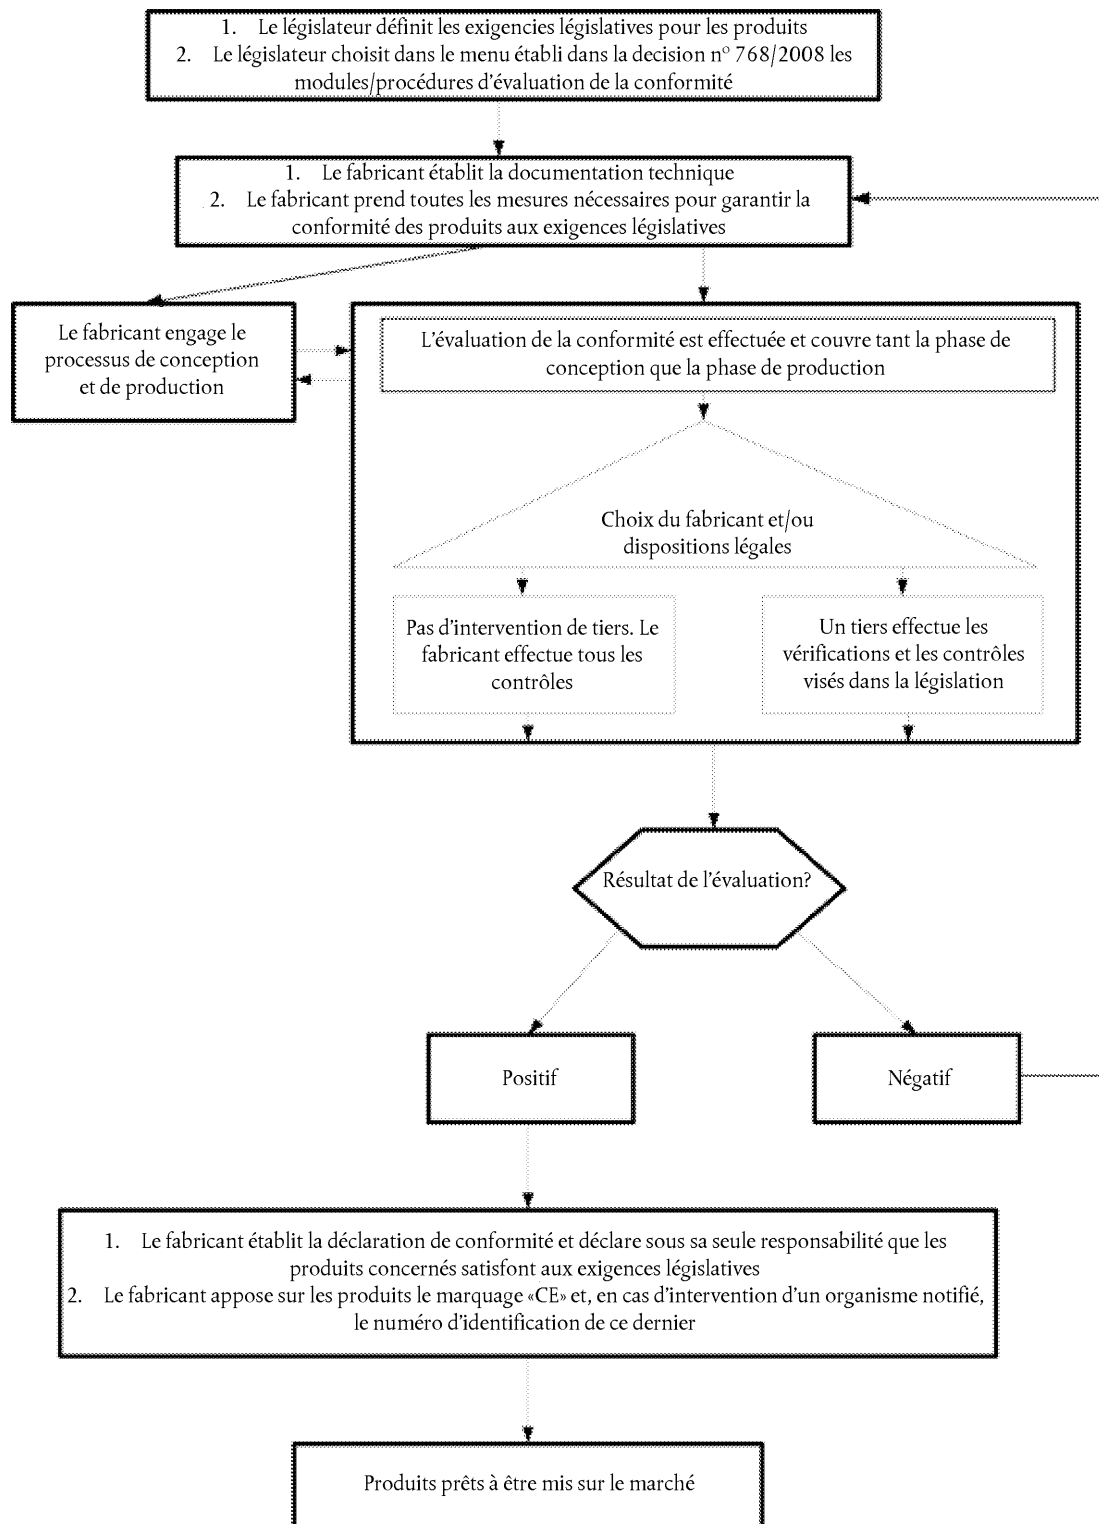 1. Le législateur définit les exigencies législatives pour les produits
2. Le législateur choisit dans le menu établi dans la decision n° 768/2008 les
modules/procédures d'évaluation de la conformité
1. Le fabricant établit la documentation technique
2. Le fabricant prend toutes les mesures nécessaires pour garantir la
conformité des produits aux exigences législatives
Le fabricant engage le
processus de conception
et de production
L'évaluation de la conformité est effectuée et couvre tant la phase de
conception que la phase de production
Choix du fabricant et/ou
dispositions légales
Pas d'intervention de tiers. Le
fabricant effectue tous les
contrôles
Un tiers effectue les
vérifications et les contrôles
visés dans la législation
Résultat de l'évaluation?
Positif
Négatif
1. Le fabricant établit la déclaration de conformité et déclare sous sa seule responsabilité que les
produits concernés satisfont aux exigences législatives
2. Le fabricant appose sur les produits le marquage «CE» et, en cas d'intervention d'un organisme notifié,
le numéro d'identification de ce dernier
Produits prêts à être mis sur le marché